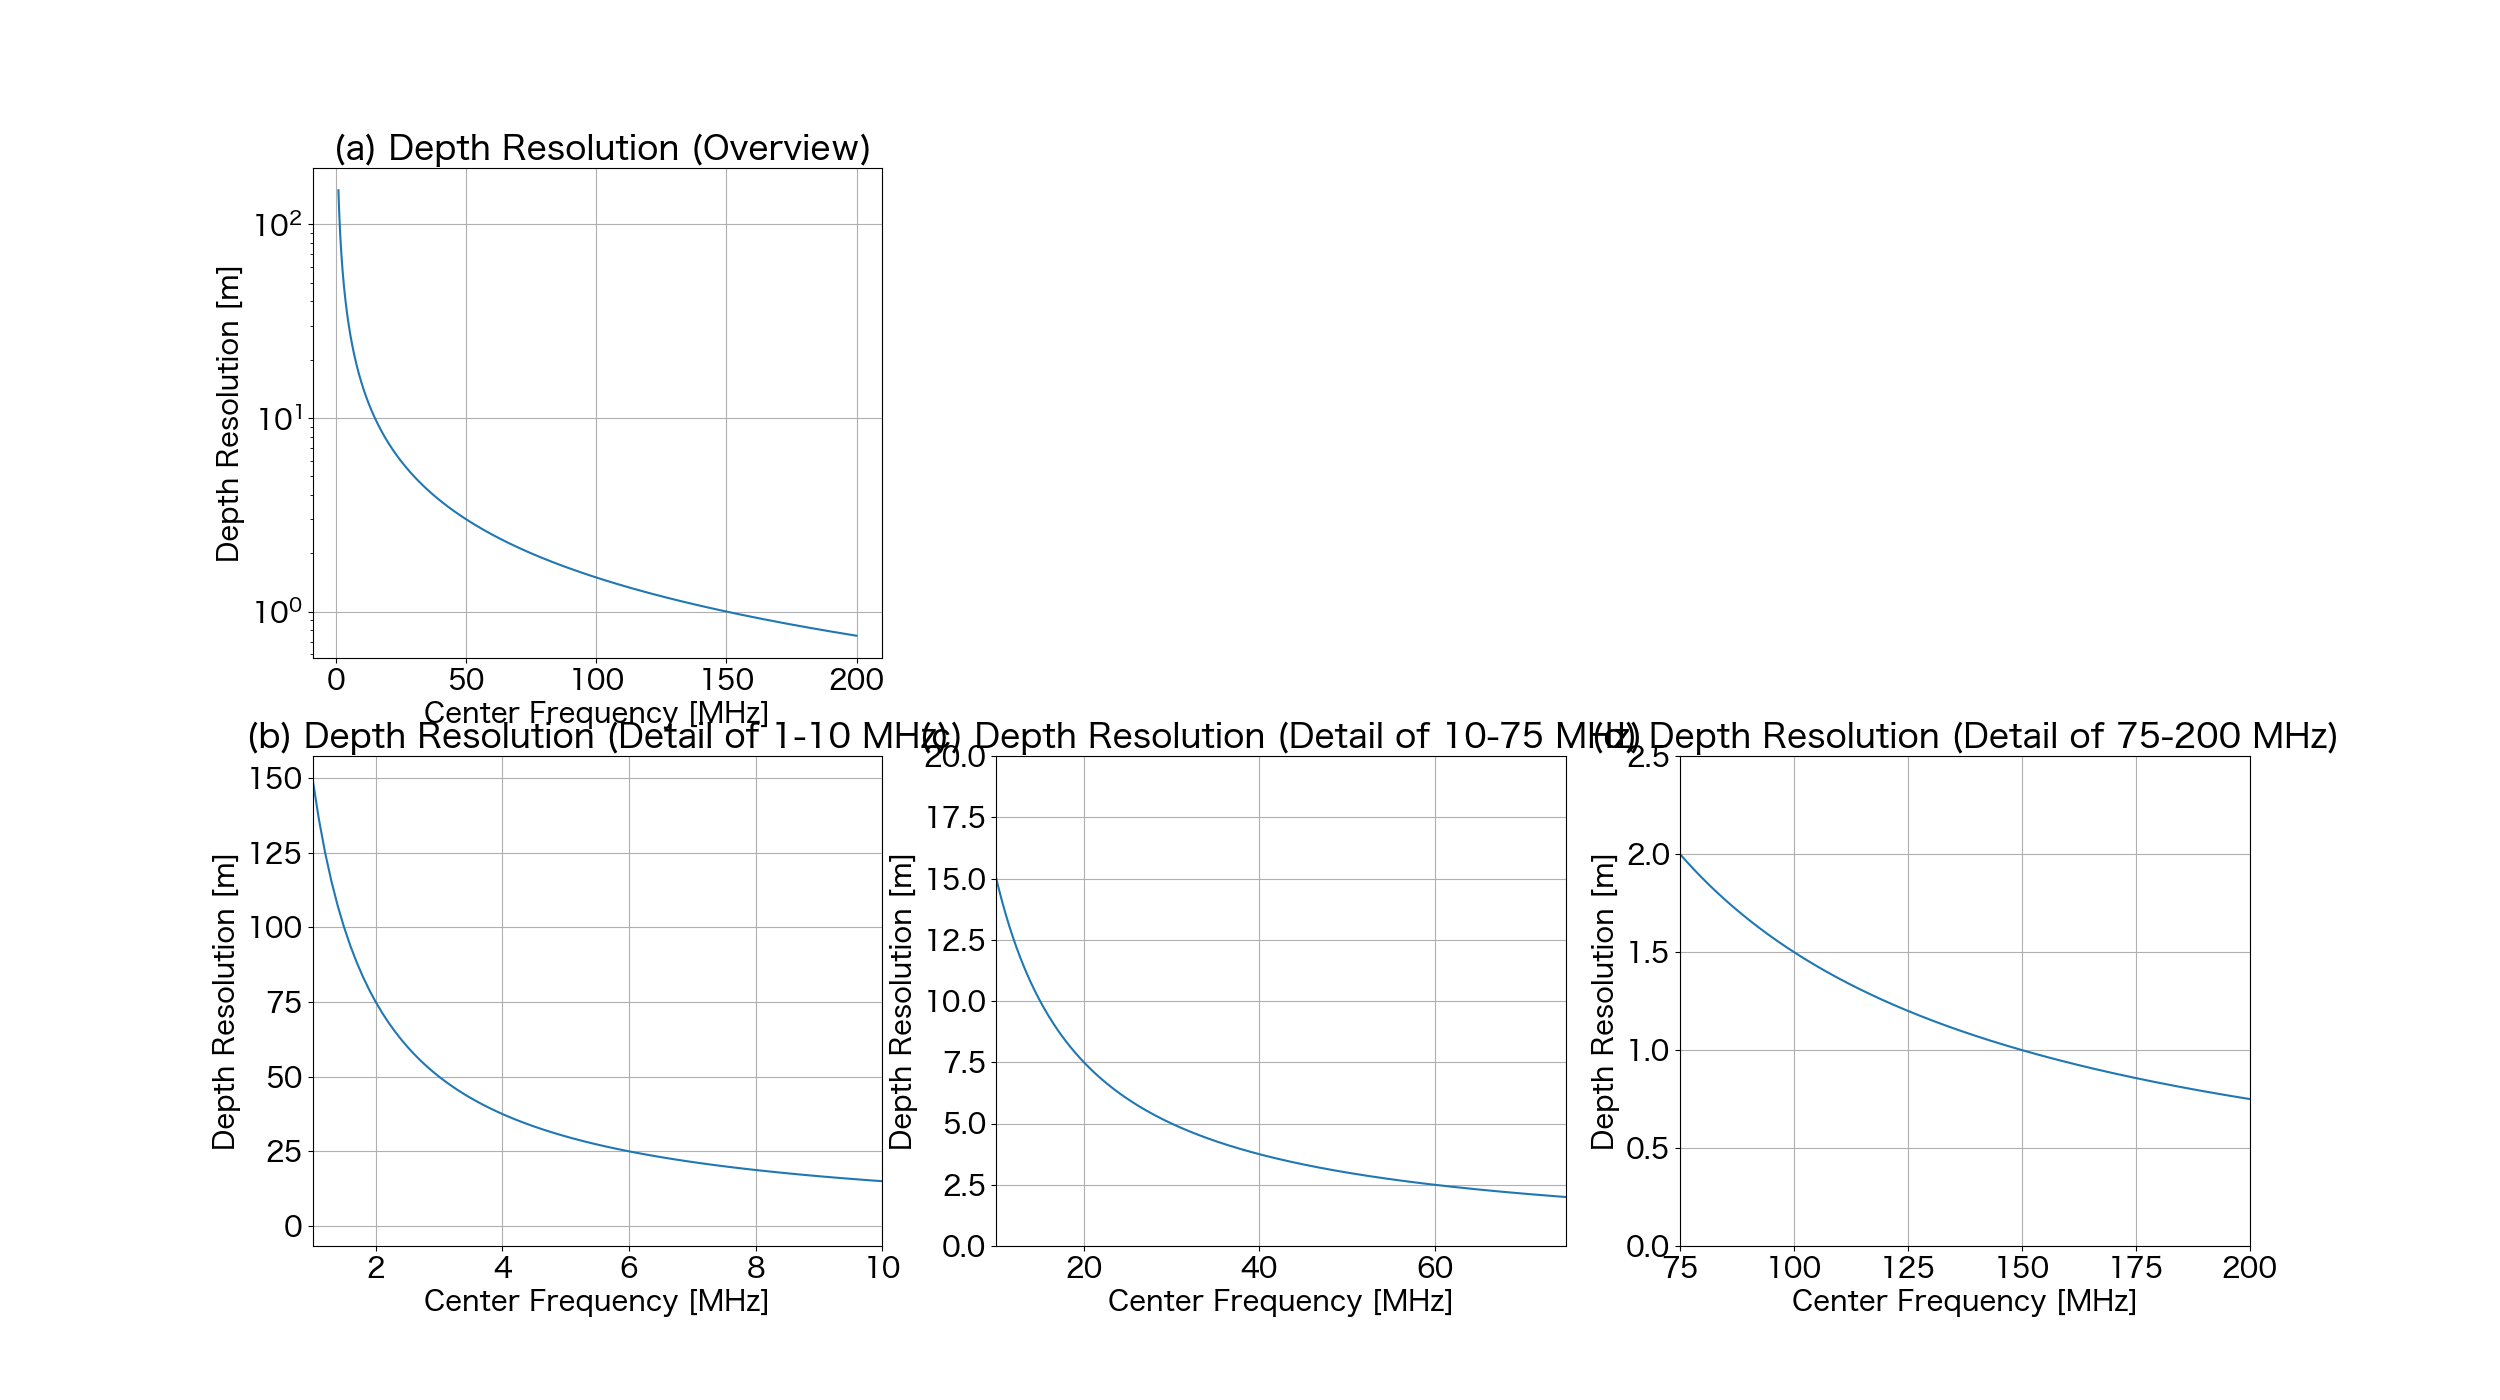 (a) Depth Resolution (Overview)
Depth Resolution [m]
10²
10¹
10⁰
0 50 100 150 200
Center Frequency [MHz]
(b) Depth Resolution (Detail of 1-10 MHz)
Depth Resolution [m]
150
125
100
75
50
25
0
2 4 6 8 10
Center Frequency [MHz]
(c) Depth Resolution (Detail of 10-75 MHz)
Depth Resolution [m]
20.0
17.5
15.0
12.5
10.0
7.5
5.0
2.5
0.0
20 40 60
Center Frequency [MHz]
(d) Depth Resolution (Detail of 75-200 MHz)
Depth Resolution [m]
2.5
2.0
1.5
1.0
0.5
0.0
75 100 125 150 175 200
Center Frequency [MHz]